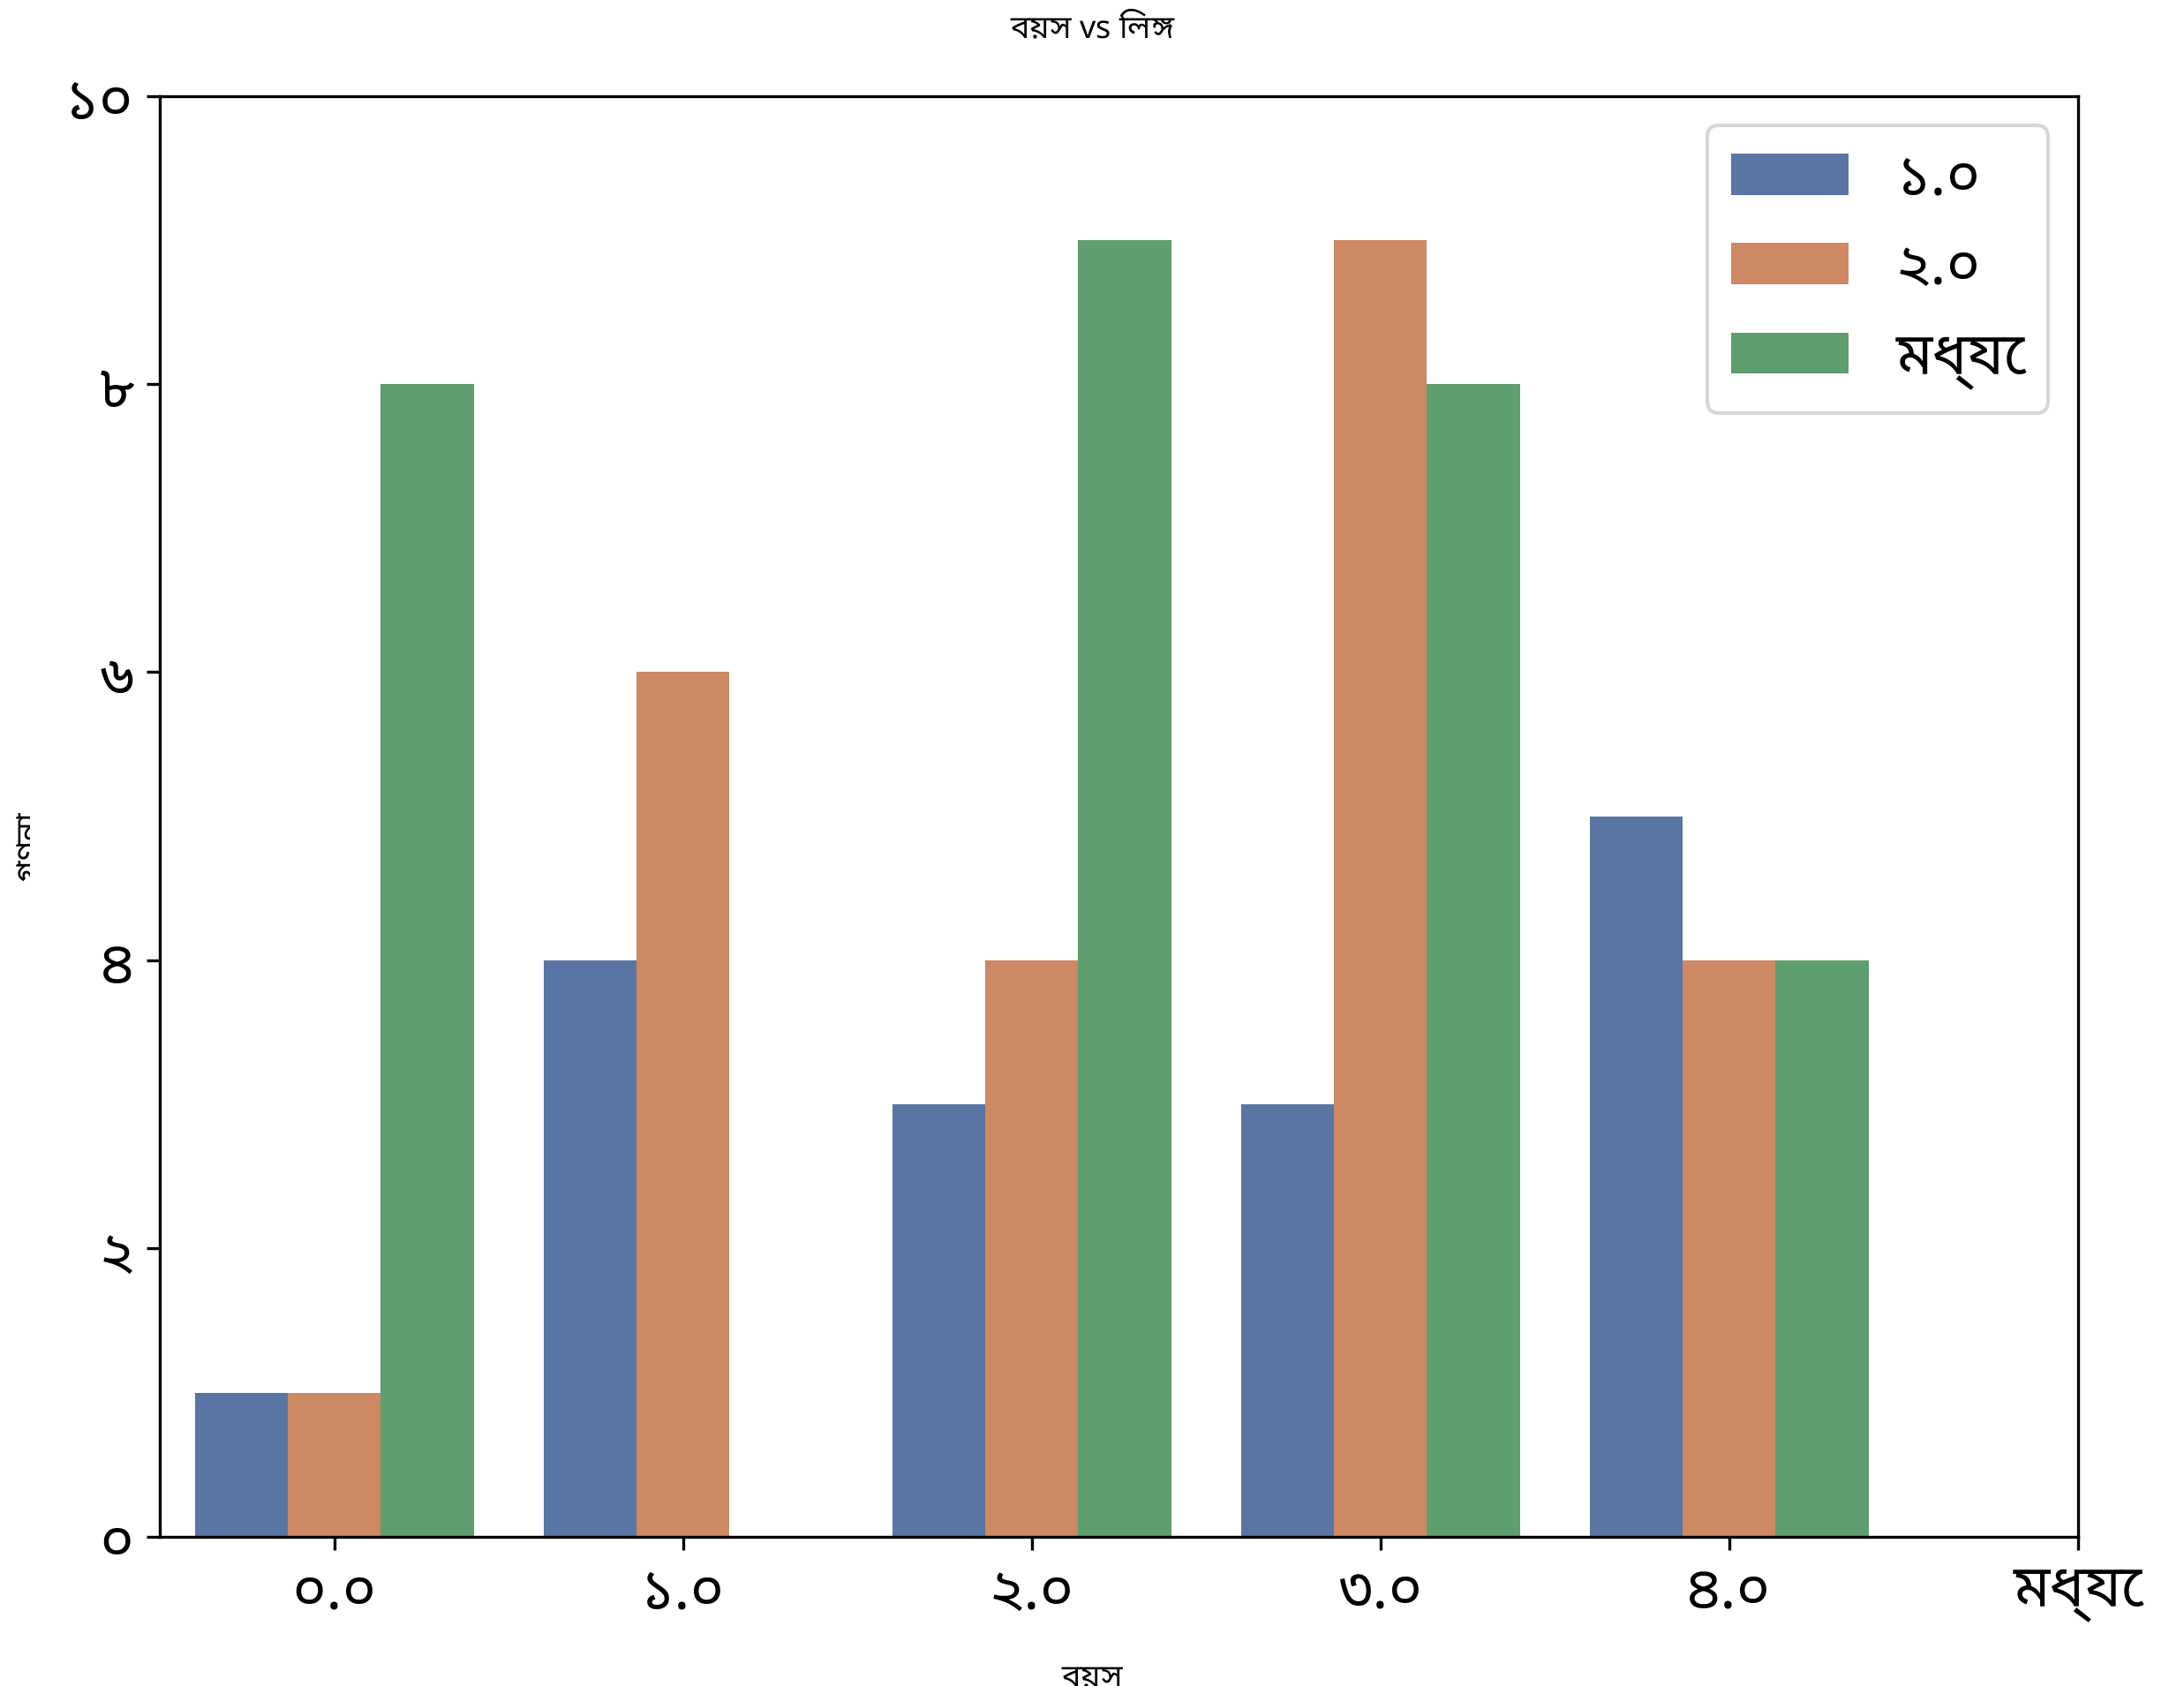 বয়স vs লিঙ্গ
১০
৮
৬
৪
২
০
গণনা
১.০
২.০
মধ্যে
০.০ ১.০ ২.০ ৩.০ ৪.০ মধ্যে
বয়স